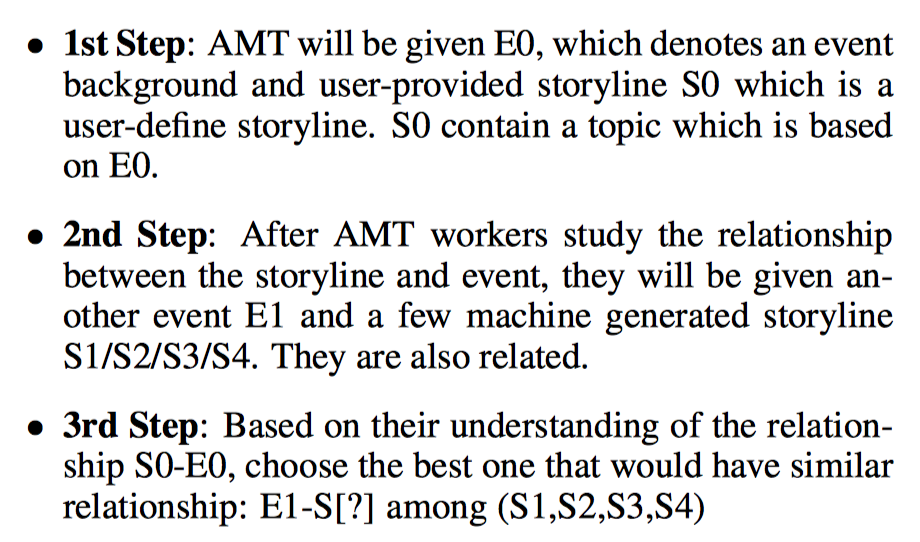 • 1st Step: AMT will be given E0, which denotes an event
background and user-provided storyline S0 which is a
user-define storyline. S0 contain a topic which is based
on E0.
• 2nd Step: After AMT workers study the relationship
between the storyline and event, they will be given an-
other event E1 and a few machine generated storyline
S1/S2/S3/S4. They are also related.
• 3rd Step: Based on their understanding of the relation-
ship S0-E0, choose the best one that would have similar
relationship: E1-S[?] among (S1,S2,S3,S4)